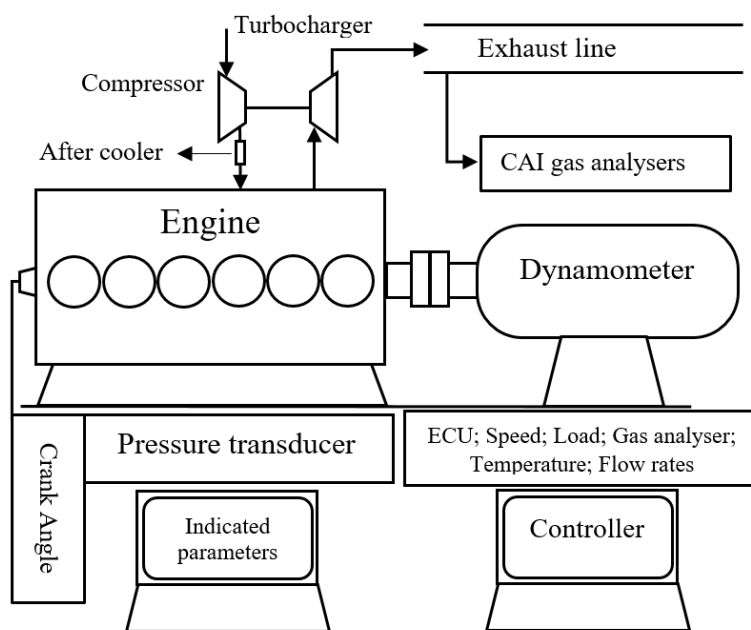 Turbocharger
Exhaust line
Compressor
After cooler
CAI gas analysers
Engine
Dynamometer
Crank Angle
Pressure transducer
ECU; Speed; Load; Gas analyser;
Temperature; Flow rates
Indicated
parameters
Controller